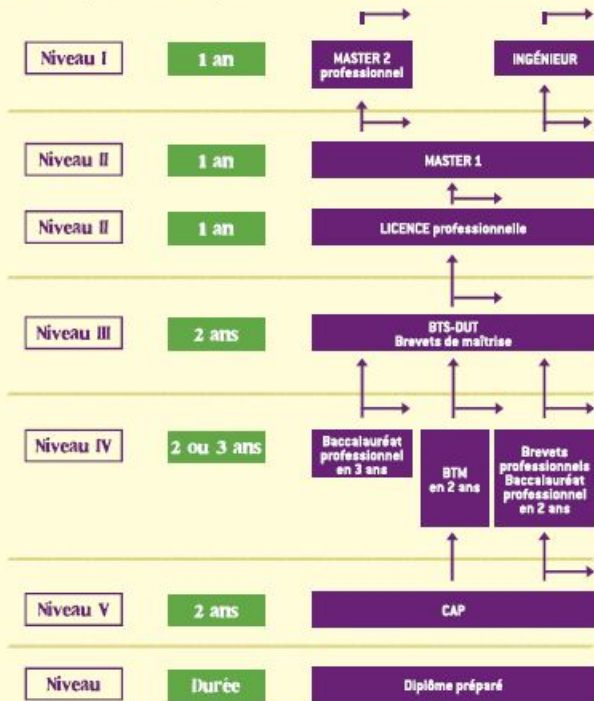 Niveau I
1 an
MASTER 2
professionnel
INGÉNIEUR
Niveau II
1 an
MASTER 1
Niveau II
1 an
LICENCE professionnelle
Niveau III
2 ans
BTS-DUT
Brevets de maîtrise
Niveau IV
2 ou 3 ans
Baccalauréat
professionnel
en 3 ans
BTM
en 2 ans
Brevets
professionnels
Baccalauréat
professionnel
en 2 ans
Niveau V
2 ans
CAP
Niveau
Durée
Diplôme préparé